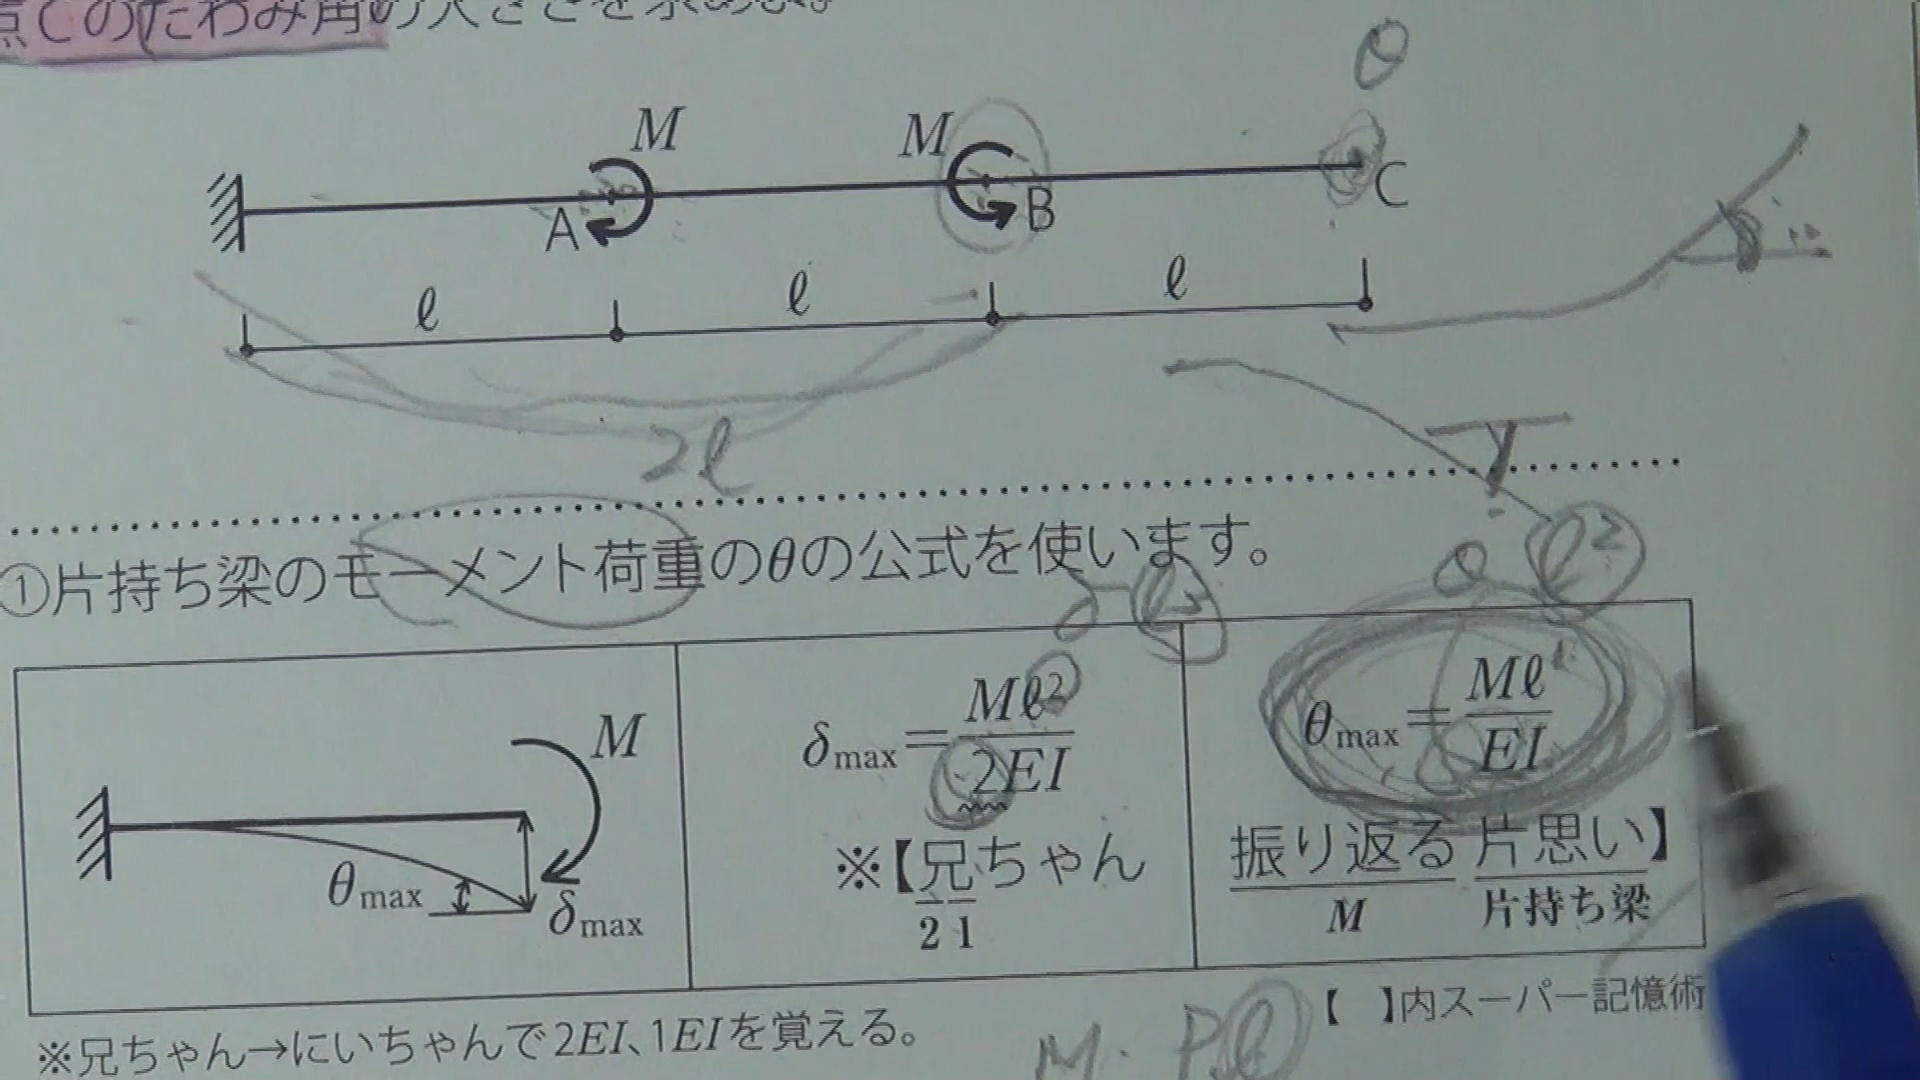 点Cのたわみ角の大きさを求める。
θ
M M
A B C
ℓ ℓ ℓ
2ℓ
①片持ち梁のモーメント荷重のθの公式を使います。
θ ℓ²
M
θmax
δmax
δmax=Mℓ²/2EI
※【兄ちゃん
2 1
θmax=Mℓ/EI
振り返る 片思い】
M 片持ち梁
【 】内スーパー記憶術
※兄ちゃん→にいちゃんで2EI、1EIを覚える。
M. Pℓ